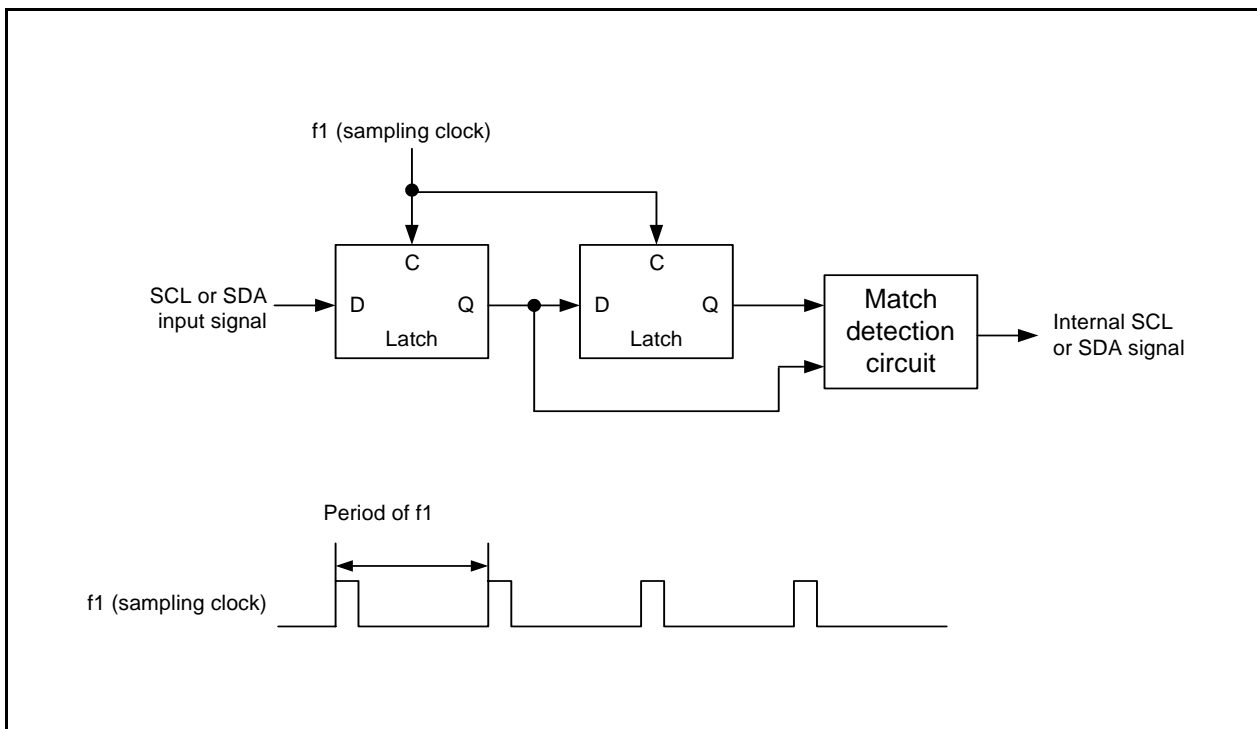 f1 (sampling clock)
C
C
SCL or SDA
input signal
D
Q
D
Q
Latch
Latch
Match
detection
circuit
Internal SCL
or SDA signal
Period of f1
f1 (sampling clock)